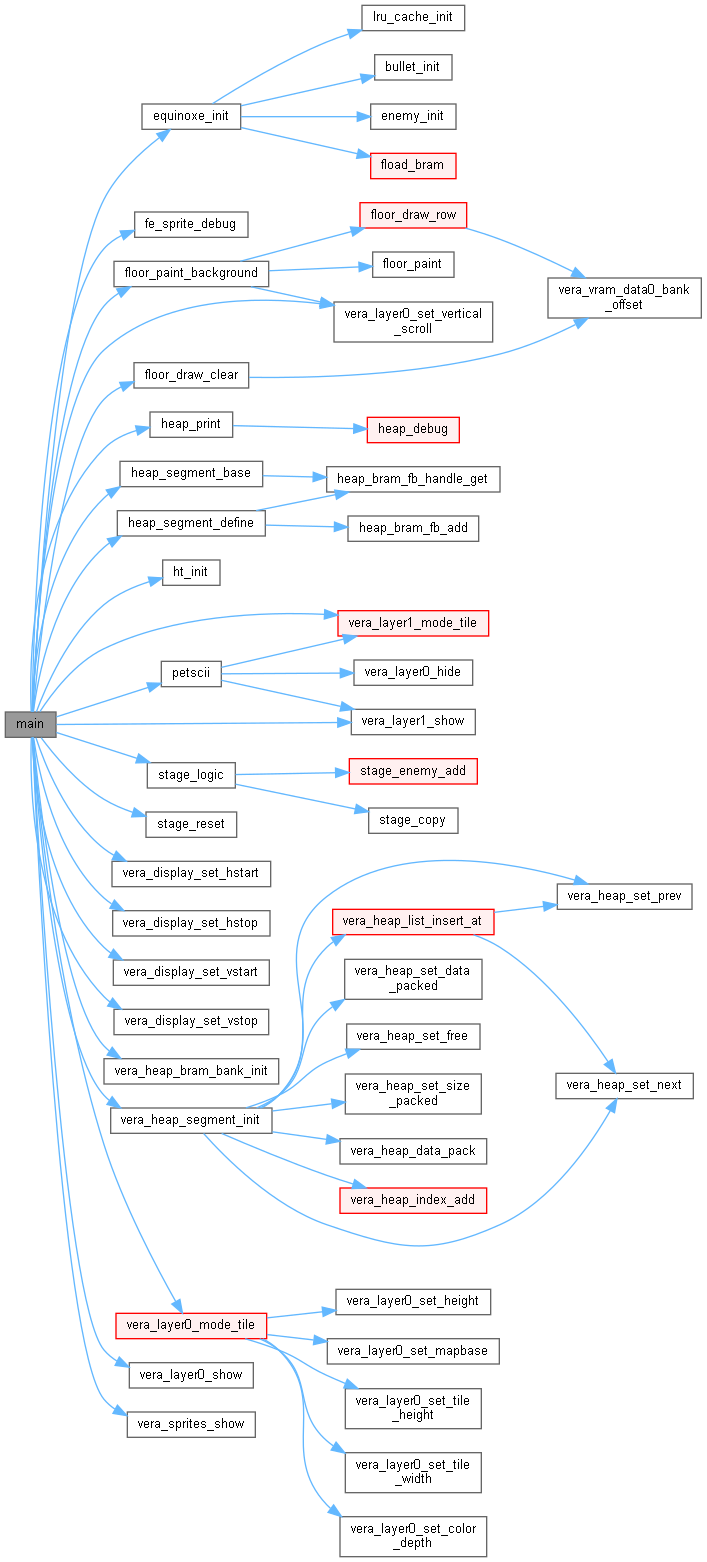 lru_cache_init
bullet_init
equinoxe_init
enemy_init
fload_bram
floor_draw_row
fe_sprite_debug
floor_paint
floor_paint_background
vera_vram_data0_bank
_offset
vera_layer0_set_vertical
_scroll
floor_draw_clear
heap_print
heap_debug
heap_segment_base
heap_bram_fb_handle_get
heap_segment_define
heap_bram_fb_add
ht_init
vera_layer1_mode_tile
petscii
vera_layer0_hide
main
vera_layer1_show
stage_logic
stage_enemy_add
stage_reset
stage_copy
vera_display_set_hstart
vera_heap_set_prev
vera_display_set_hstop
vera_heap_list_insert_at
vera_display_set_vstart
vera_heap_set_data
_packed
vera_display_set_vstop
vera_heap_set_free
vera_heap_bram_bank_init
vera_heap_set_size
_packed
vera_heap_set_next
vera_heap_segment_init
vera_heap_data_pack
vera_heap_index_add
vera_layer0_set_height
vera_layer0_mode_tile
vera_layer0_set_mapbase
vera_layer0_show
vera_layer0_set_tile
_height
vera_sprites_show
vera_layer0_set_tile
_width
vera_layer0_set_color
_depth